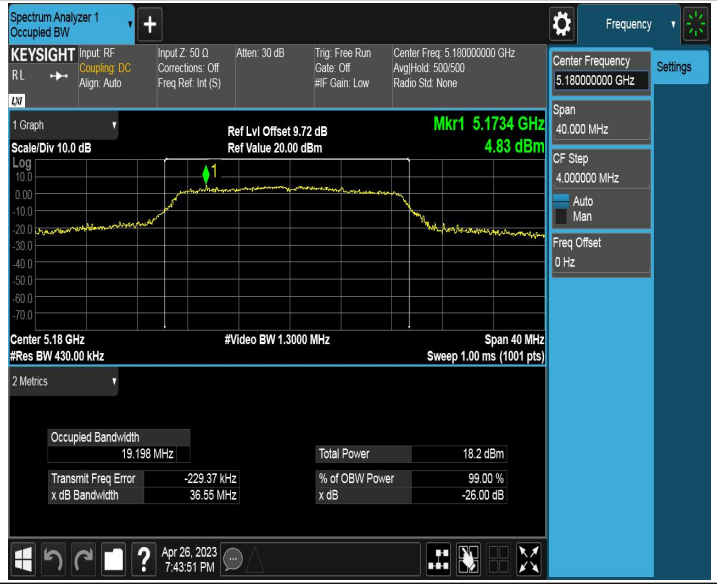 Spectrum Analyzer 1
Occupied BW
Frequency
KEYSIGHT
RL
LXI
Input: RF
Coupling: DC
Align: Auto
Input Z: 50 Ω
Corrections: Off
Freq Ref: Int (S)
Atten: 30 dB
Trig: Free Run
Gate: Off
#IF Gain: Low
Center Freq: 5.180000000 GHz
Avg|Hold: 500/500
Radio Std: None
Center Frequency
5.180000000 GHz
Settings
Span
40.000 MHz
CF Step
4.000000 MHz
Auto
Man
Freq Offset
0 Hz
1 Graph
Scale/Div 10.0 dB
Ref Lvl Offset 9.72 dB
Ref Value 20.00 dBm
Mkr1 5.1734 GHz
4.83 dBm
Log
10.0
0.00
-10.0
-20.0
-30.0
-40.0
-50.0
-60.0
-70.0
1
Center 5.18 GHz
#Res BW 430.00 kHz
#Video BW 1.3000 MHz
Span 40 MHz
Sweep 1.00 ms (1001 pts)
2 Metrics
Occupied Bandwidth
19.198 MHz
Total Power 18.2 dBm
Transmit Freq Error -229.37 kHz
% of OBW Power 99.00 %
x dB Bandwidth 36.55 MHz
x dB -26.00 dB
?
Apr 26, 2023
7:43:51 PM